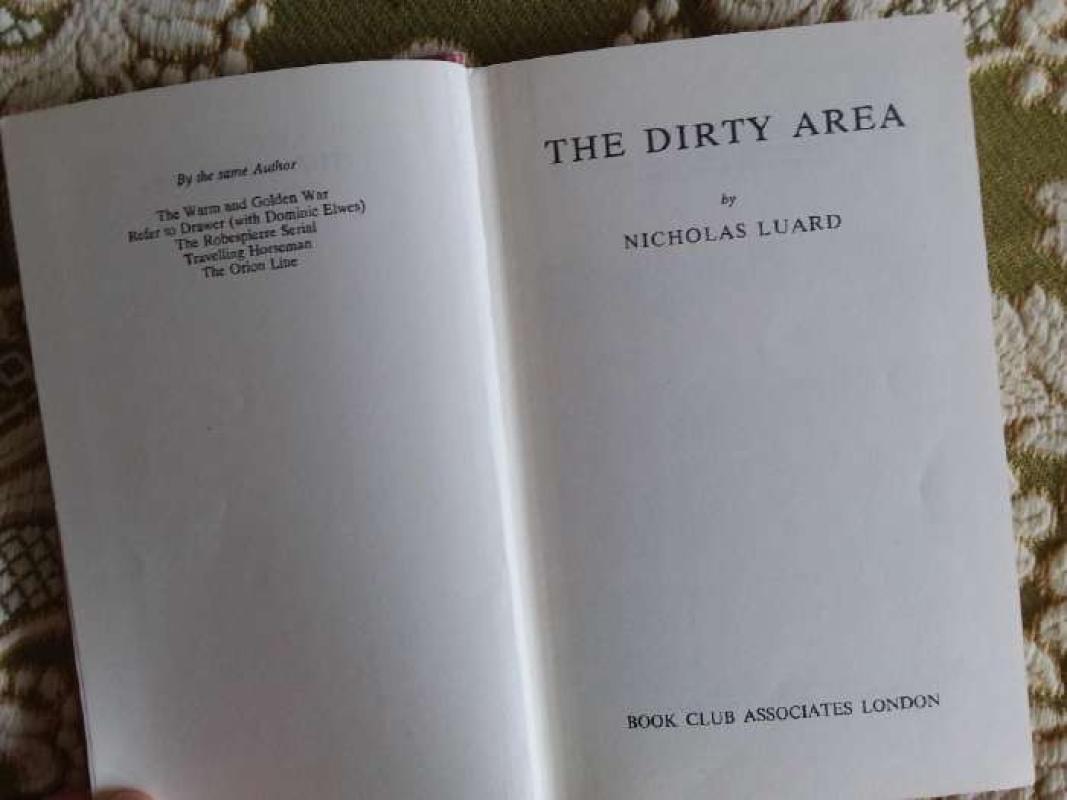 By the same Author
The Warm and Golden War
Refer to Drawer (with Dominic Elwes)
The Robespierre Serial
Travelling Horseman
The Orion Line
THE DIRTY AREA
by
NICHOLAS LUARD
BOOK CLUB ASSOCIATES LONDON